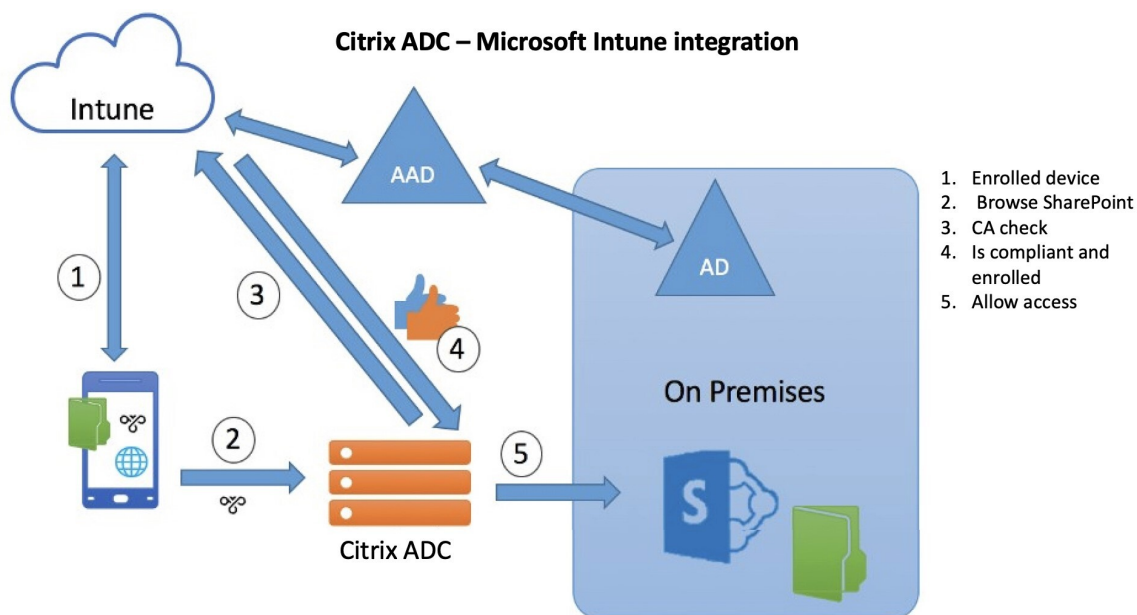 Citrix ADC – Microsoft Intune integration
Intune
AAD
AD
1. Enrolled device
2. Browse SharePoint
3. CA check
4. Is compliant and
enrolled
5. Allow access
1
3
4
On Premises
2
5
S
Citrix ADC